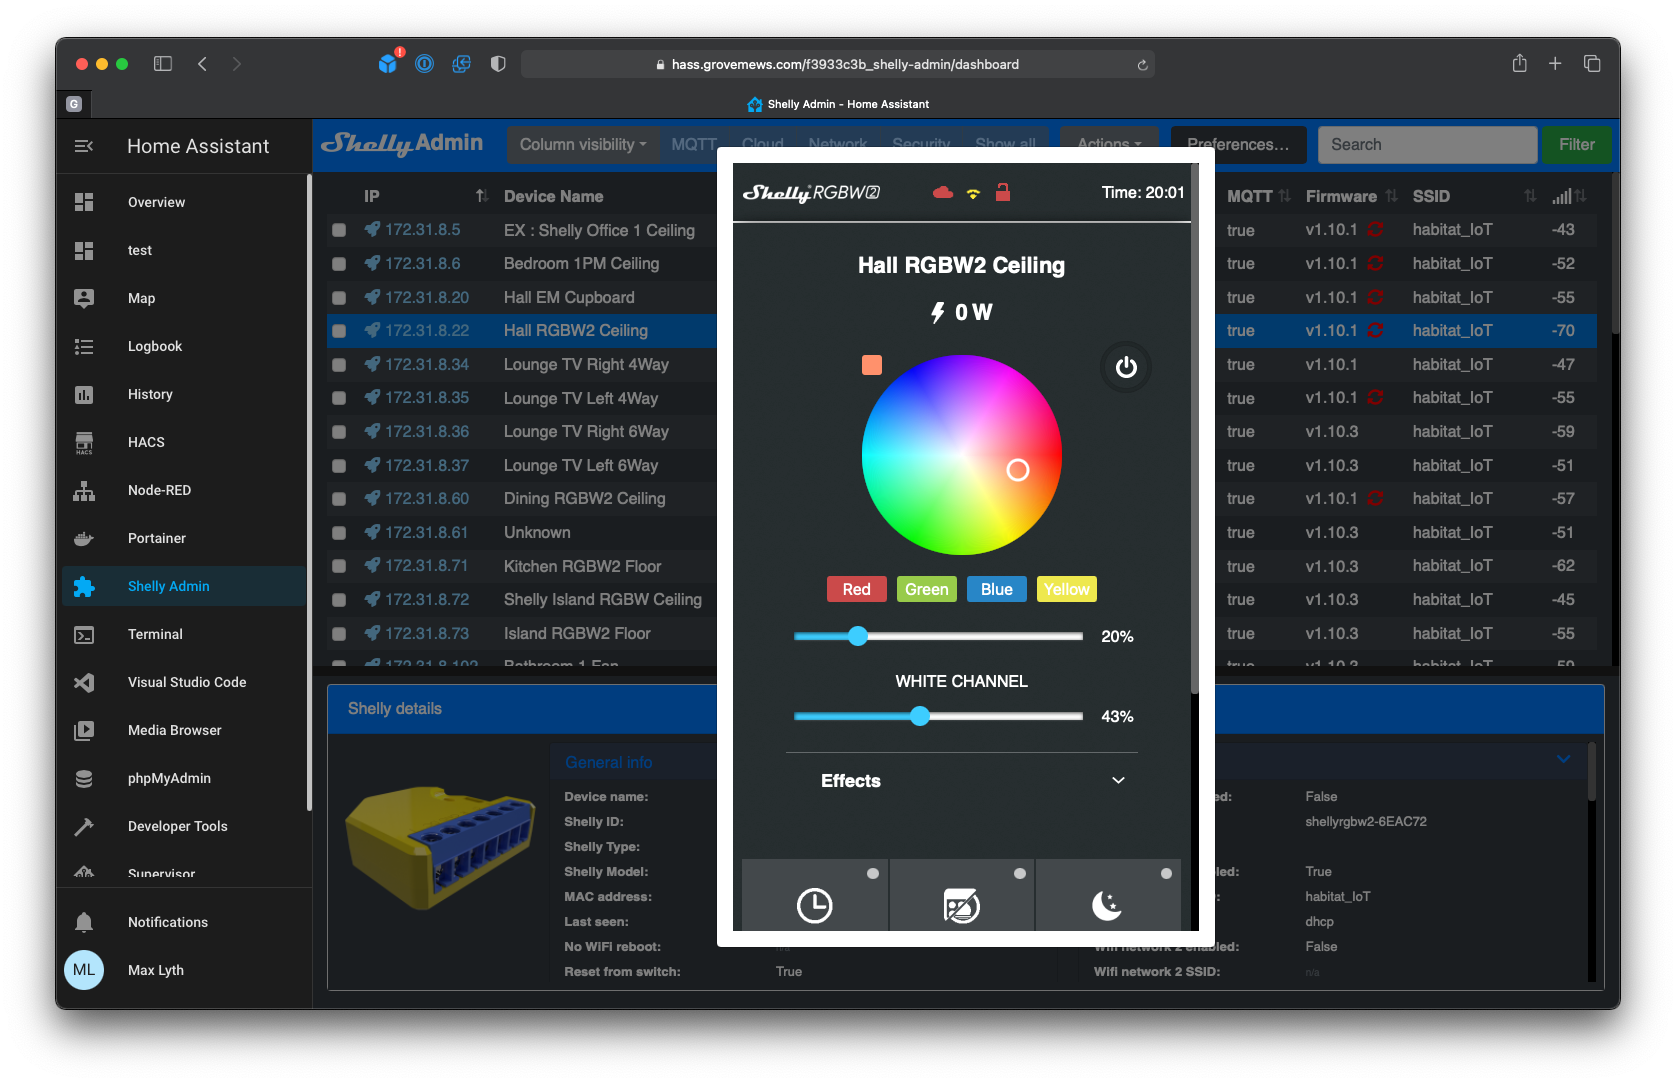 hass.grovemews.com/f3933c3b_shelly-admin/dashboard
G
Shelly Admin – Home Assistant
Home Assistant
Overview
test
Map
Logbook
History
HACS
HACS
Node-RED
Portainer
Shelly Admin
Terminal
Visual Studio Code
Media Browser
phpMyAdmin
Developer Tools
Supervisor
Notifications
ML Max Lyth
Shelly Admin Column visibility MQTT Cloud Network Security Show all Actions Preferences... Search Filter
IP Device Name MQTT Firmware SSID
172.31.8.5 EX : Shelly Office 1 Ceiling true v1.10.1 habitat_IoT -43
172.31.8.6 Bedroom 1PM Ceiling true v1.10.1 habitat_IoT -52
172.31.8.20 Hall EM Cupboard true v1.10.1 habitat_IoT -55
172.31.8.22 Hall RGBW2 Ceiling true v1.10.1 habitat_IoT -70
172.31.8.34 Lounge TV Right 4Way true v1.10.1 habitat_IoT -47
172.31.8.35 Lounge TV Left 4Way true v1.10.1 habitat_IoT -55
172.31.8.36 Lounge TV Right 6Way true v1.10.3 habitat_IoT -59
172.31.8.37 Lounge TV Left 6Way true v1.10.3 habitat_IoT -51
172.31.8.60 Dining RGBW2 Ceiling true v1.10.1 habitat_IoT -57
172.31.8.61 Unknown true v1.10.3 habitat_IoT -51
172.31.8.71 Kitchen RGBW2 Floor true v1.10.3 habitat_IoT -62
172.31.8.72 Shelly Island RGBW Ceiling true v1.10.3 habitat_IoT -45
172.31.8.73 Island RGBW2 Floor true v1.10.3 habitat_IoT -55
172.31.8.102 Bathroom 1 Fan true v1.10.3 habitat_IoT -59
Shelly RGBW2 Time: 20:01
Hall RGBW2 Ceiling
0 W
Red Green Blue Yellow
20%
WHITE CHANNEL
43%
Effects
Shelly details
General info
Device name:
Shelly ID:
Shelly Type:
Shelly Model:
MAC address:
Last seen:
No WiFi reboot: n/a
Reset from switch: True
ed: False
shellyrgbw2-6EAC72
led: True
habitat_IoT
dhcp
Wifi network 2 enabled: False
Wifi network 2 SSID: n/a